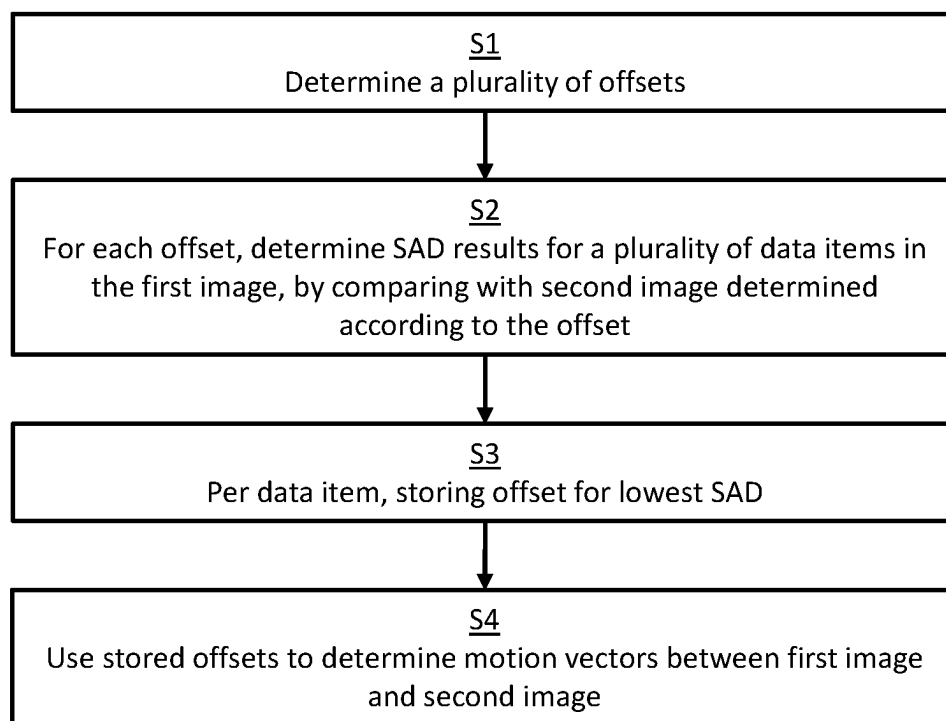 S1
Determine a plurality of offsets
S2
For each offset, determine SAD results for a plurality of data items in
the first image, by comparing with second image determined
according to the offset
S3
Per data item, storing offset for lowest SAD
S4
Use stored offsets to determine motion vectors between first image
and second image